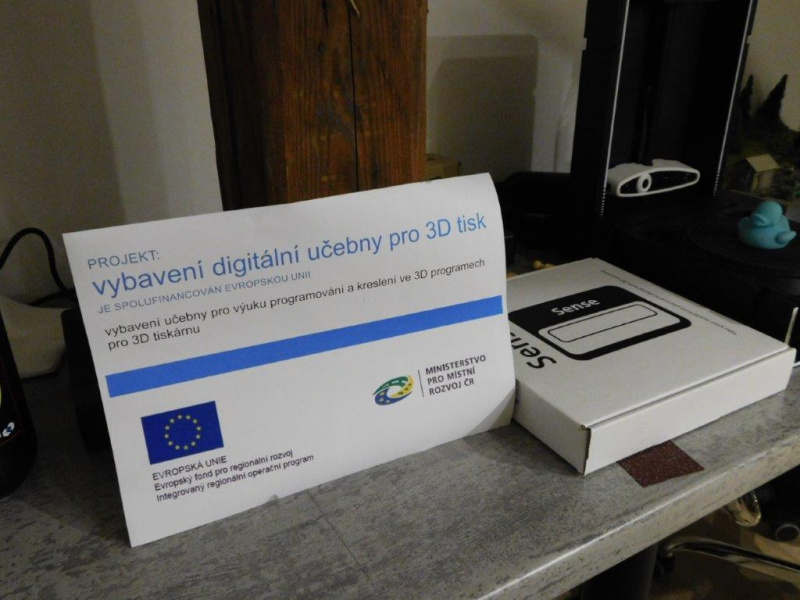 PROJEKT:
vybavení digitální učebny pro 3D tisk
JE SPOLUFINANCOVÁN EVROPSKOU UNII
vybavení učebny pro výuku programování a kreslení ve 3D programech
pro 3D tiskárnu
EVROPSKÁ UNIE
Evropský fond pro regionální rozvoj
Integrovaný regionální operační program
MINISTERSTVO
PRO MÍSTNÍ
ROZVOJ ČR
Sense
Sens